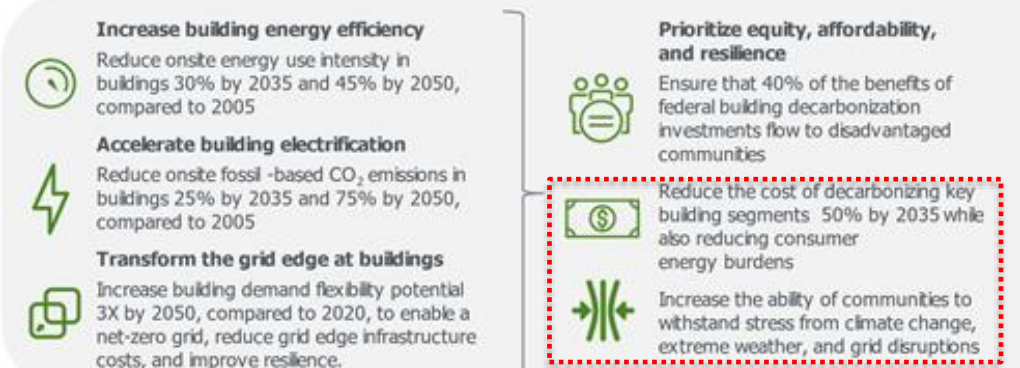 Increase building energy efficiency
Reduce onsite energy use intensity in
buildings 30% by 2035 and 45% by 2050,
compared to 2005
Accelerate building electrification
Reduce onsite fossil -based CO₂ emissions in
buildings 25% by 2035 and 75% by 2050,
compared to 2005
Transform the grid edge at buildings
Increase building demand flexibility potential
3X by 2050, compared to 2020, to enable a
net-zero grid, reduce grid edge infrastructure
costs, and improve resilience.
Prioritize equity, affordability,
and resilience
Ensure that 40% of the benefits of
federal building decarbonization
investments flow to disadvantaged
communities
$
Reduce the cost of decarbonizing key
building segments 50% by 2035 while
also reducing consumer
energy burdens
Increase the ability of communities to
withstand stress from climate change,
extreme weather, and grid disruptions